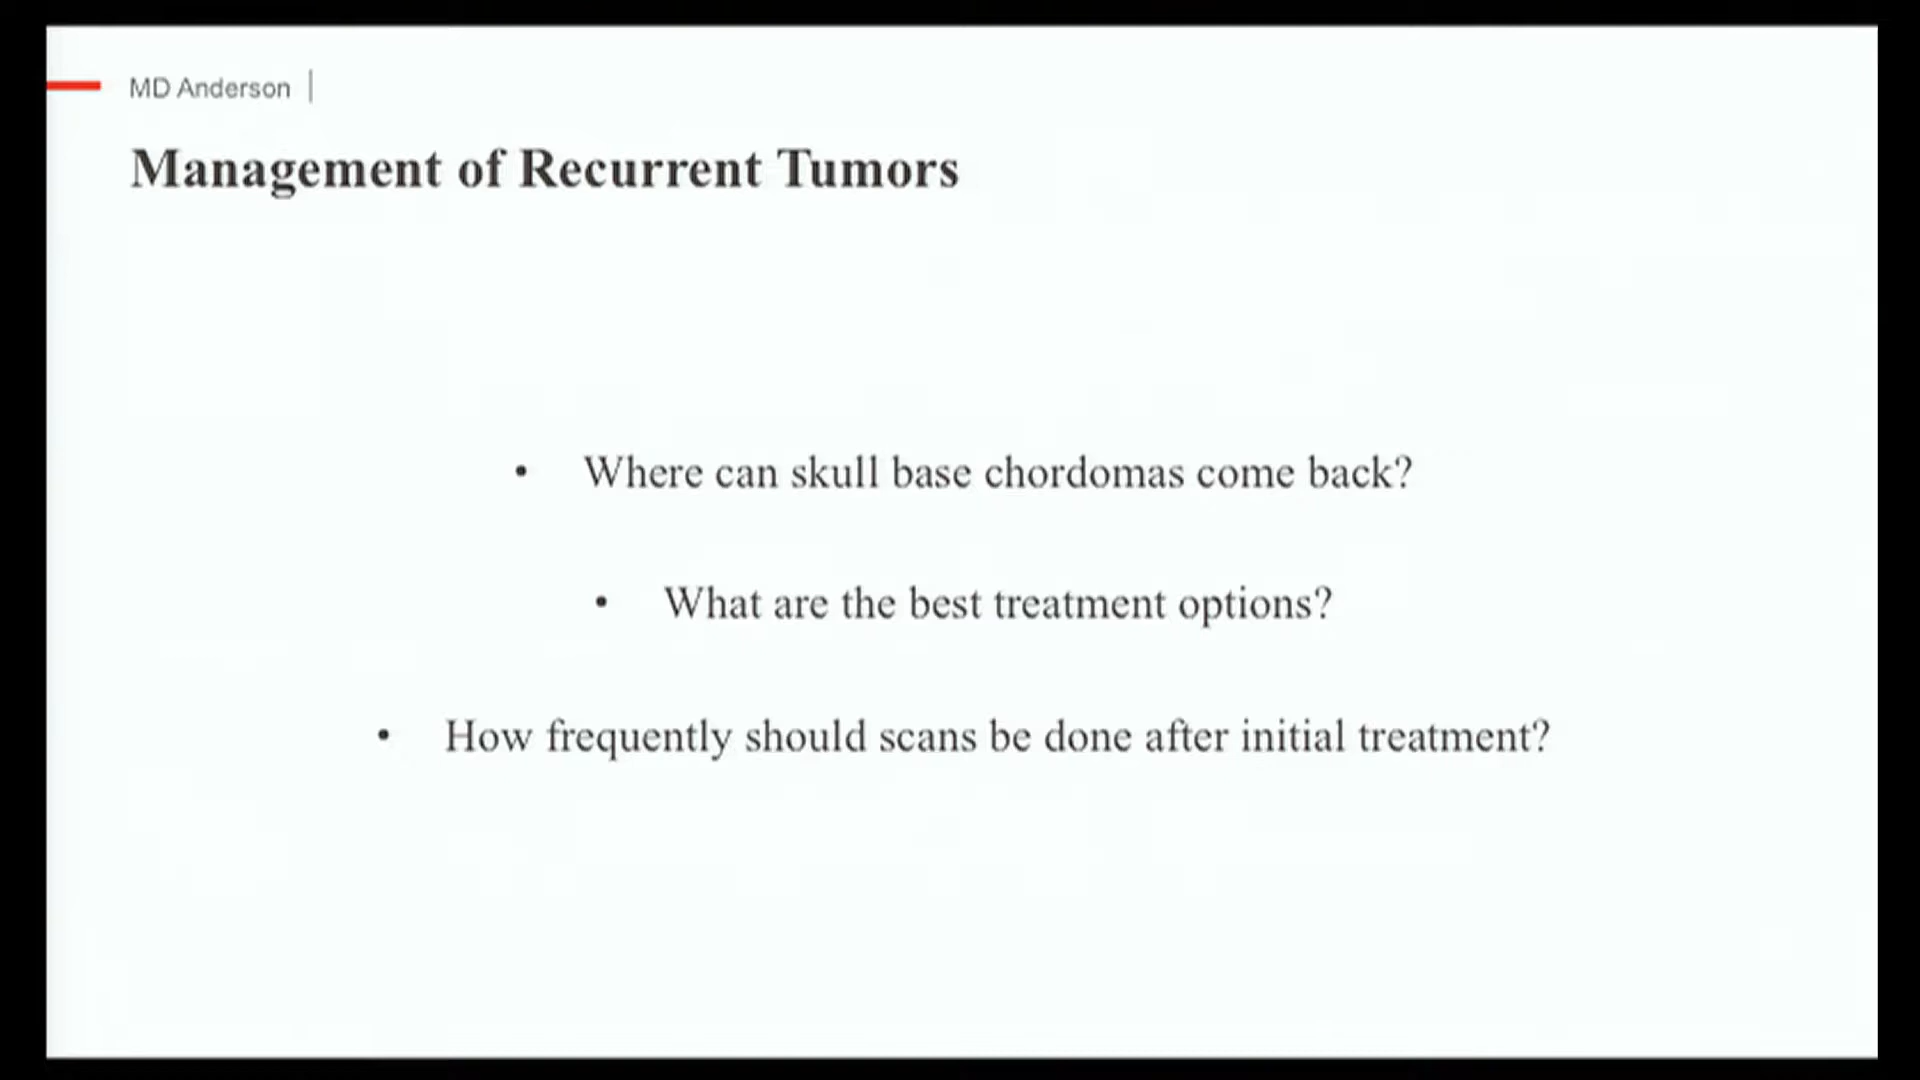 MD Anderson |
Management of Recurrent Tumors
• Where can skull base chordomas come back?
• What are the best treatment options?
• How frequently should scans be done after initial treatment?